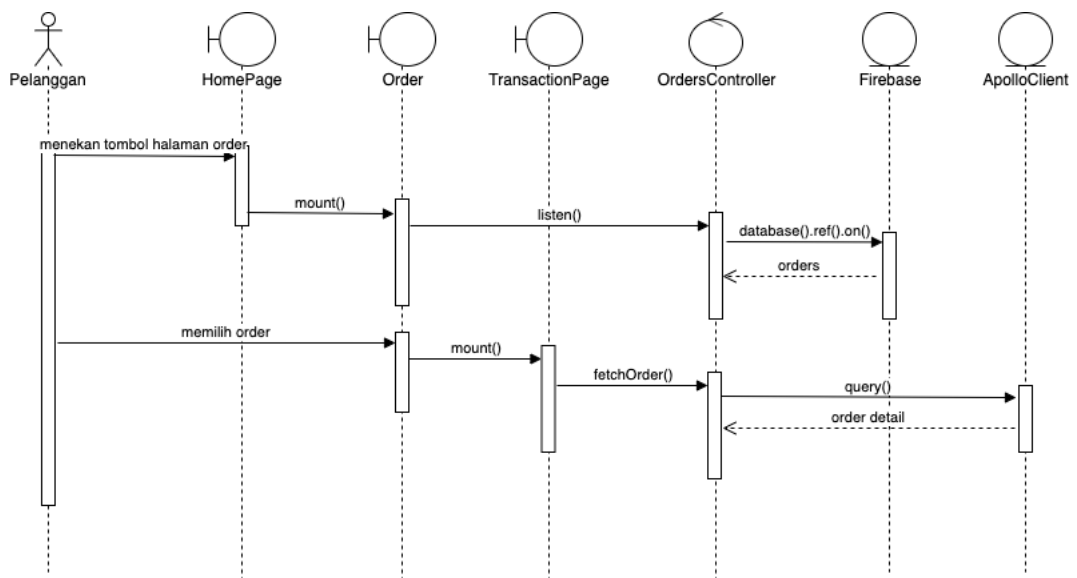 Pelanggan
HomePage
Order
TransactionPage
OrdersController
Firebase
ApolloClient
menekan tombol halaman order
mount()
listen()
database().ref().on()
orders
memilih order
mount()
fetchOrder()
query()
order detail